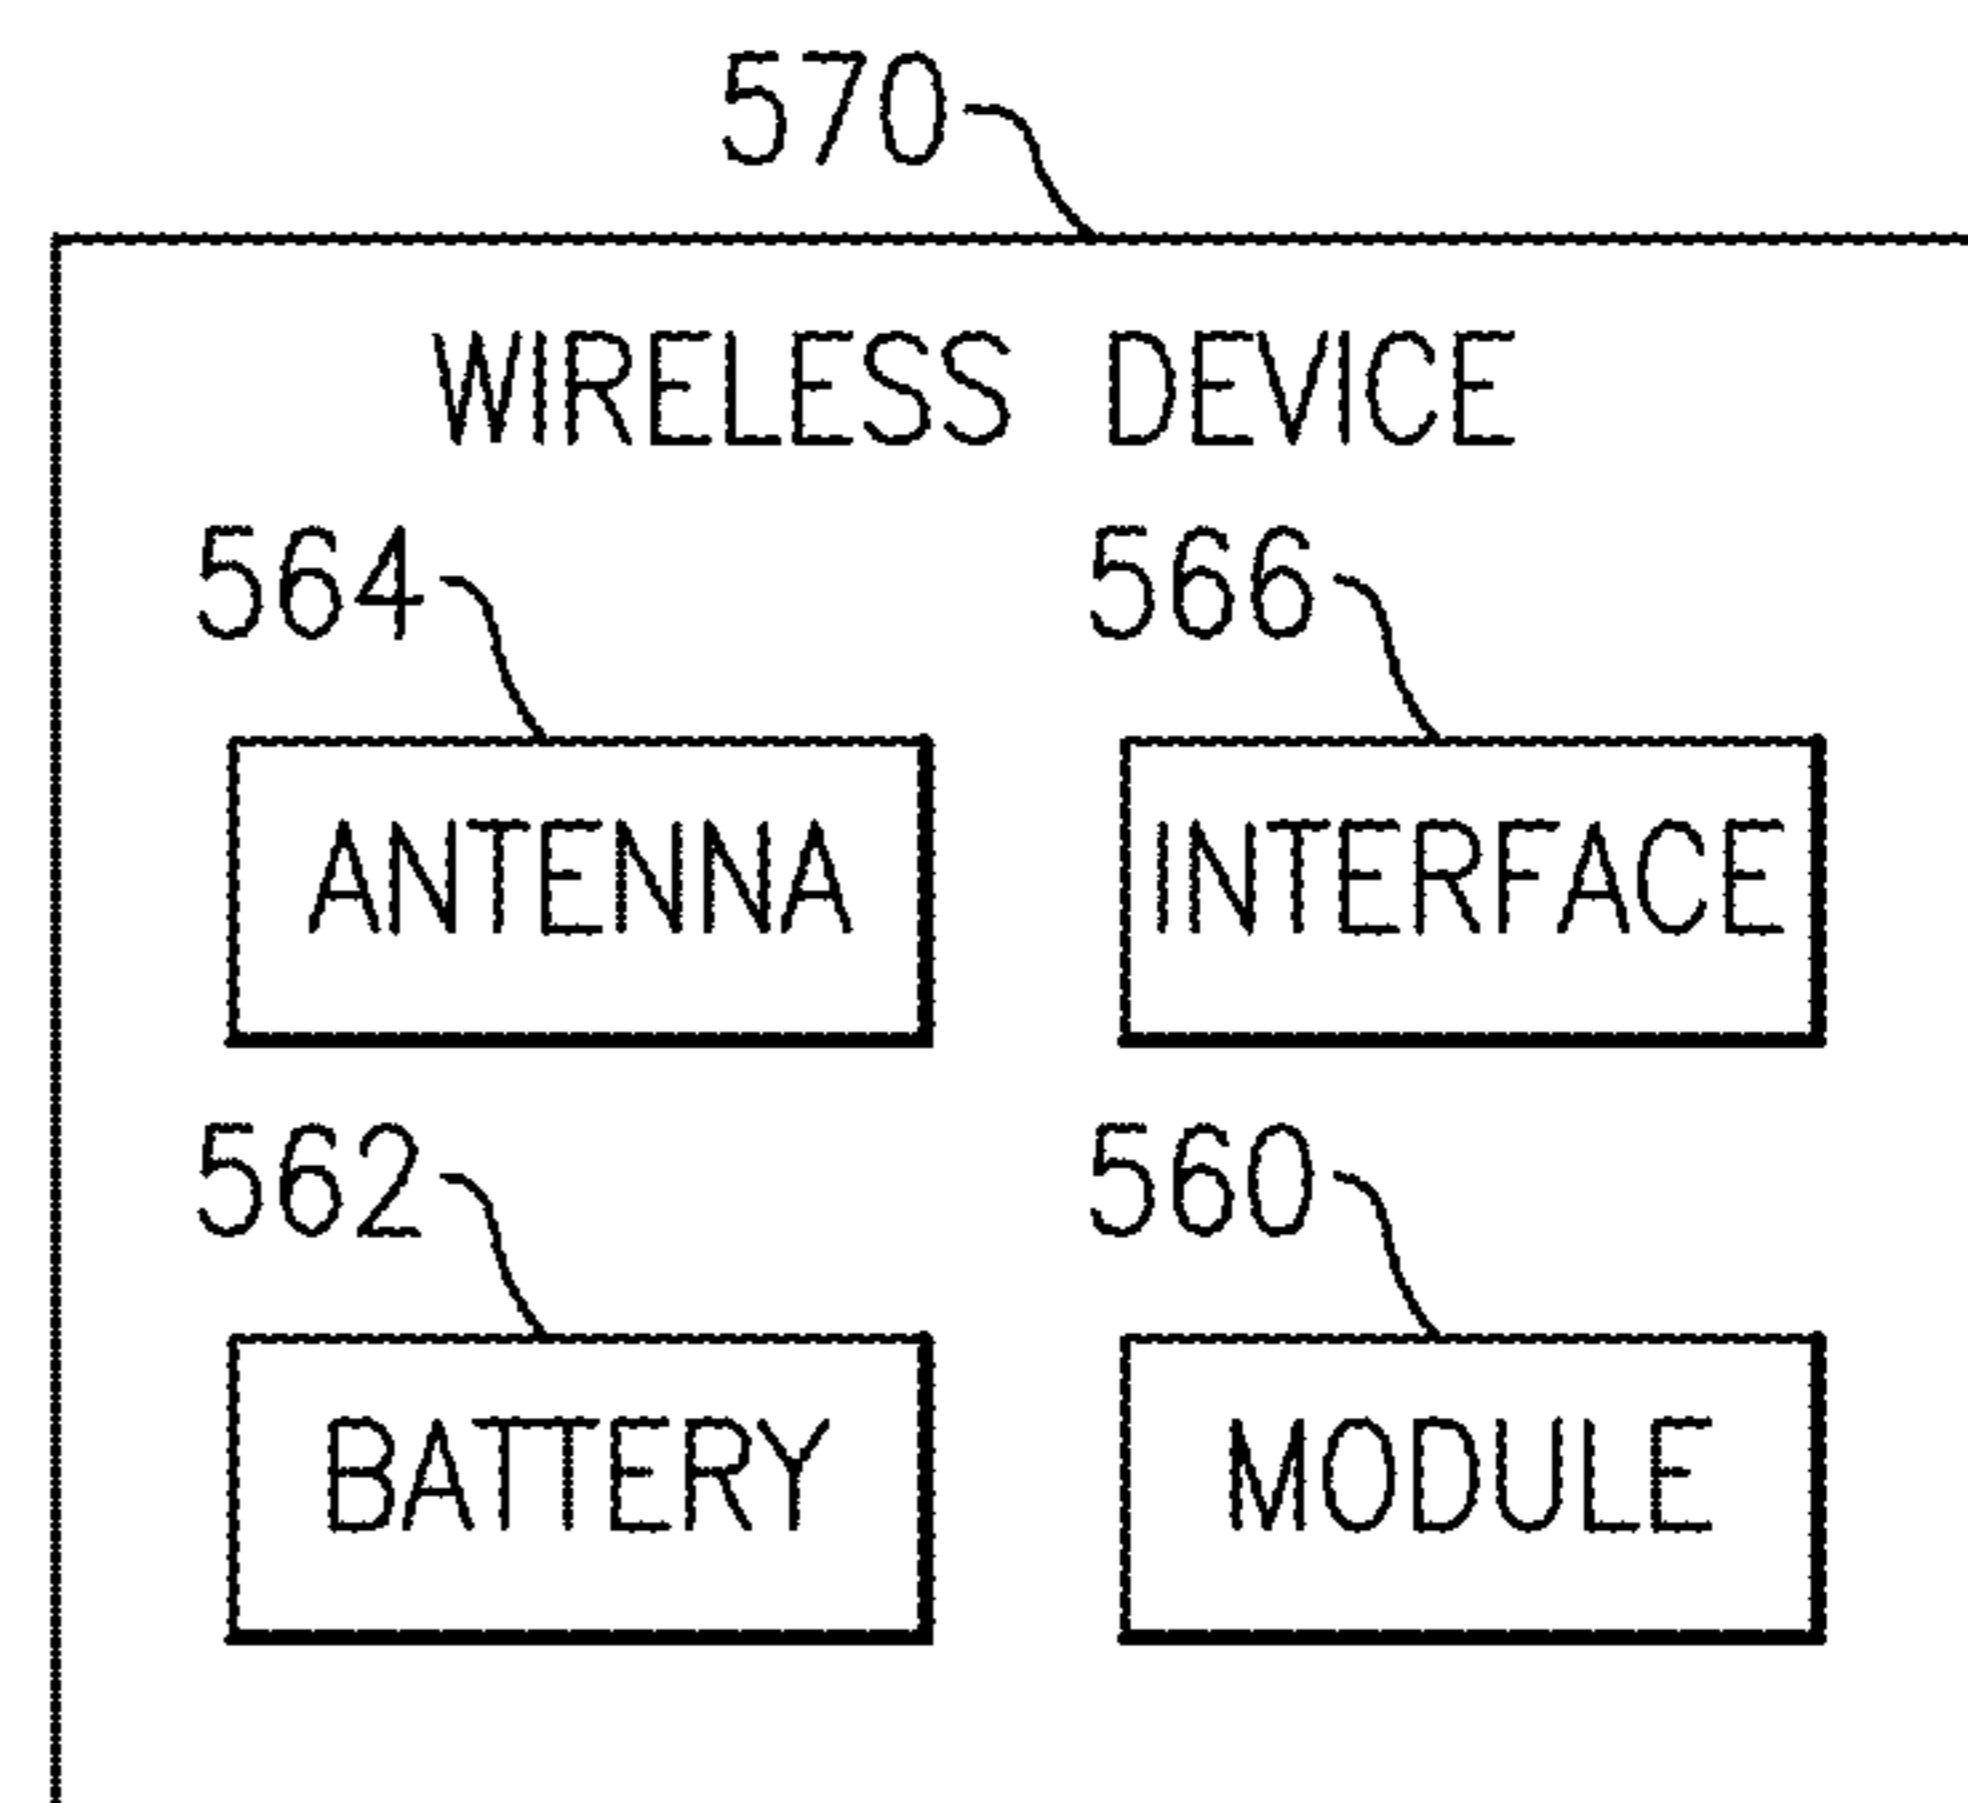 570
WIRELESS DEVICE
564 566
ANTENNA INTERFACE
562 560
BATTERY MODULE